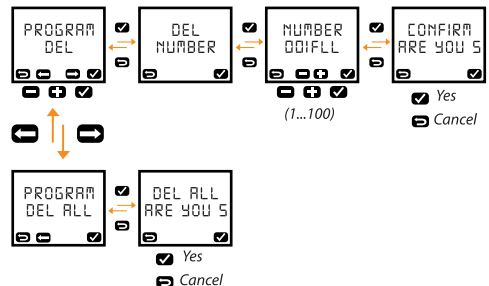 PROGRAM
DEL
DEL
NUMBER
NUMBER
001FLL
CONFIRM
ARE YOU S
(1...100)
Yes
Cancel
PROGRAM
DEL ALL
DEL ALL
ARE YOU S
Yes
Cancel